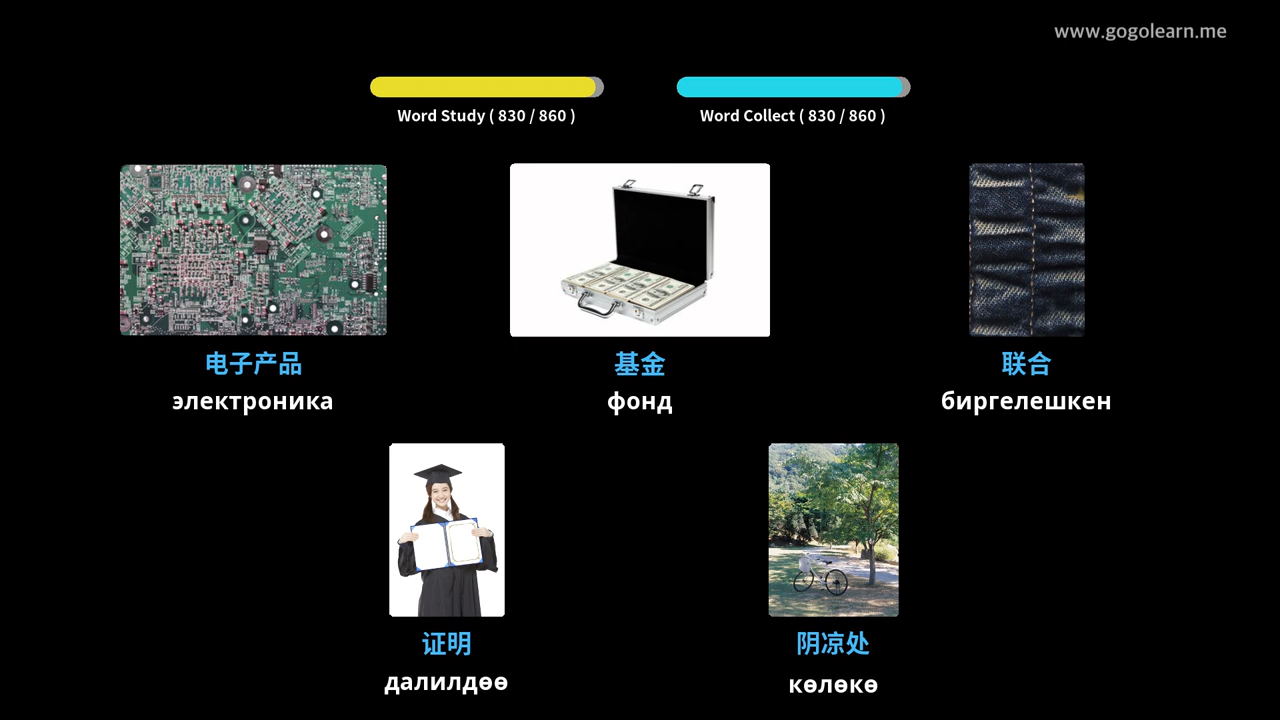 www.gogolearn.me
Word Study ( 830 / 860 )
Word Collect ( 830 / 860 )
电子产品
электроника
基金
фонд
联合
биргелешкен
证明
далилдөө
阴凉处
көлөкө